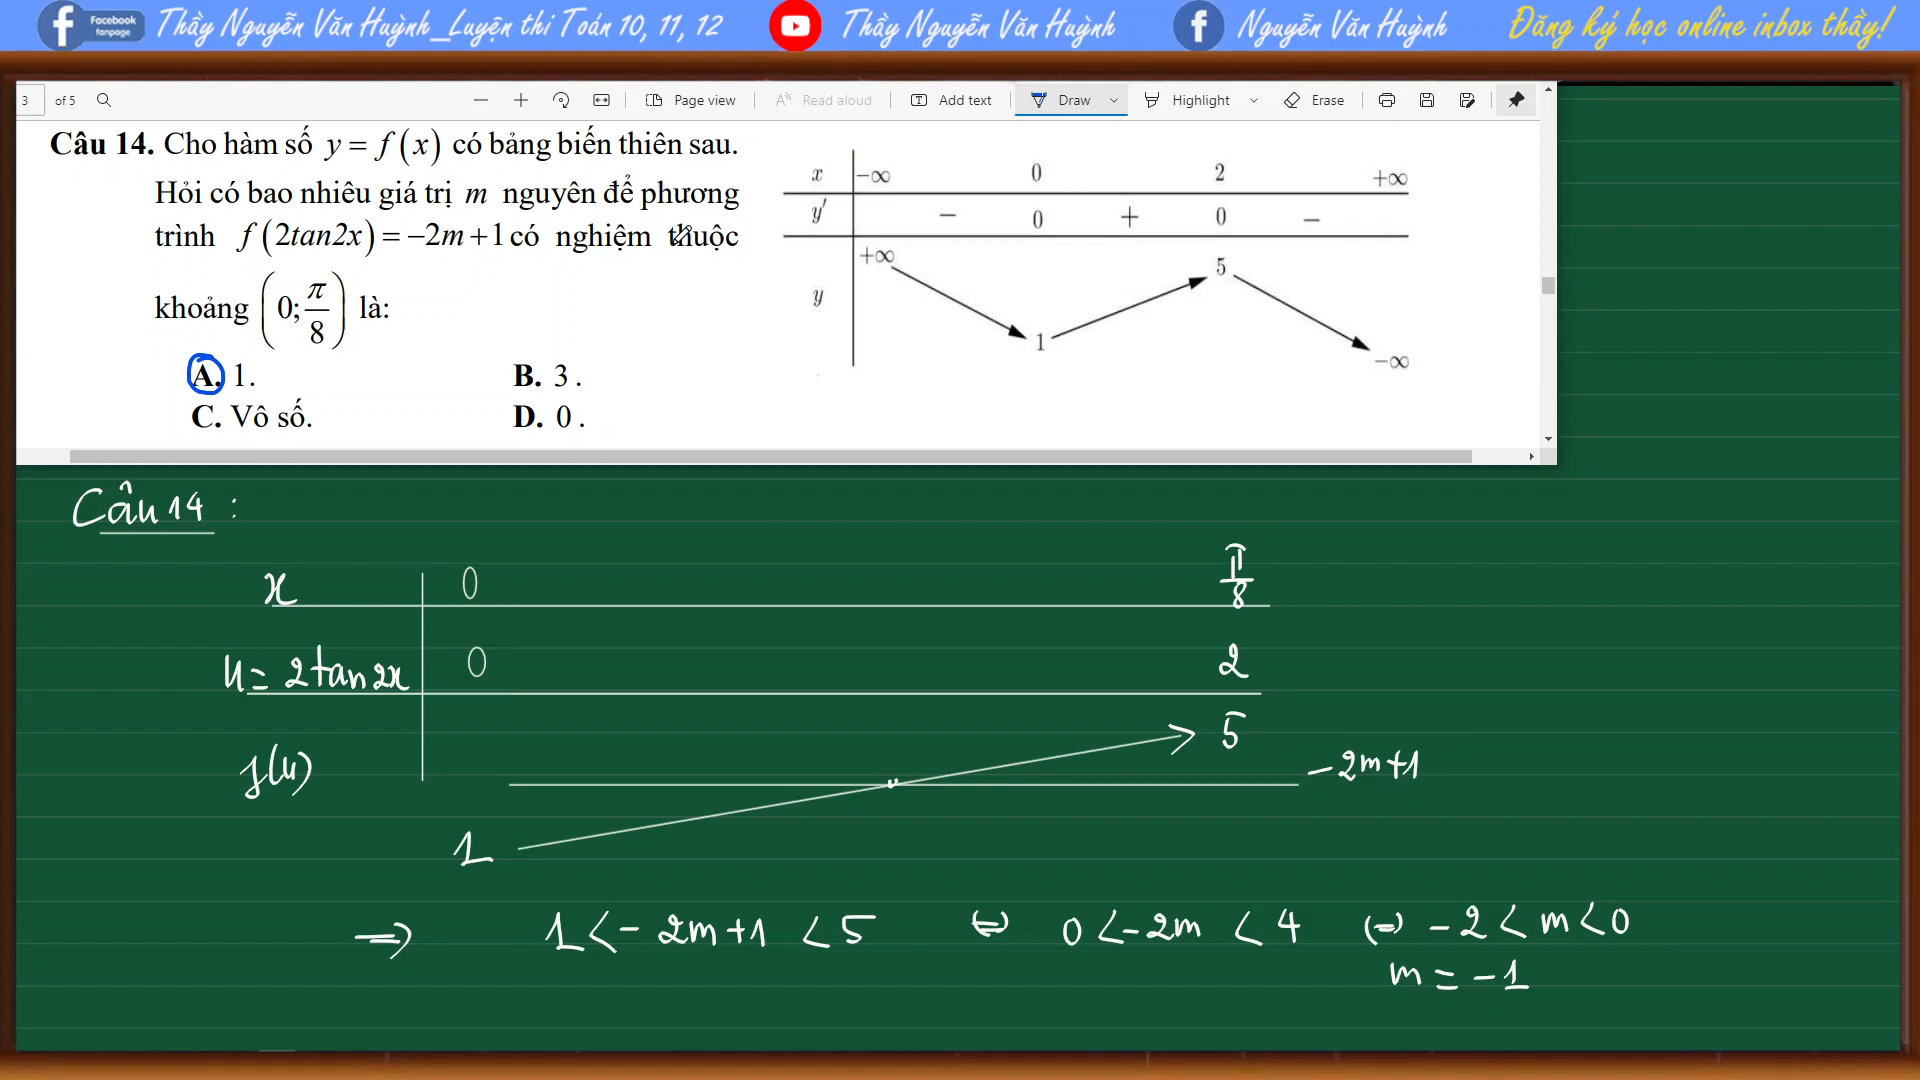 Facebook fanpage Thầy Nguyễn Văn Huỳnh_Luyện thi Toán 10, 11, 12 Thầy Nguyễn Văn Huỳnh Nguyễn Văn Huỳnh Đăng ký học online inbox thầy!
3 of 5 Page view Read aloud Add text Draw Highlight Erase
Câu 14. Cho hàm số y = f(x) có bảng biến thiên sau.
Hỏi có bao nhiêu giá trị m nguyên để phương
trình f(2tan2x) = −2m+1 có nghiệm thuộc
khoảng (0; π/8) là:
A. 1. B. 3 .
C. Vô số. D. 0 .
x −∞ 0 2 +∞
y' − 0 + 0 −
+∞ 5
y
1
−∞
Câu 14 :
x 0 π/8
u = 2tan2x 0 2
5
f(u) −2m+1
1
⇒ 1 < −2m+1 < 5 ⇔ 0 < −2m < 4 ⇔ −2 < m < 0
m = −1